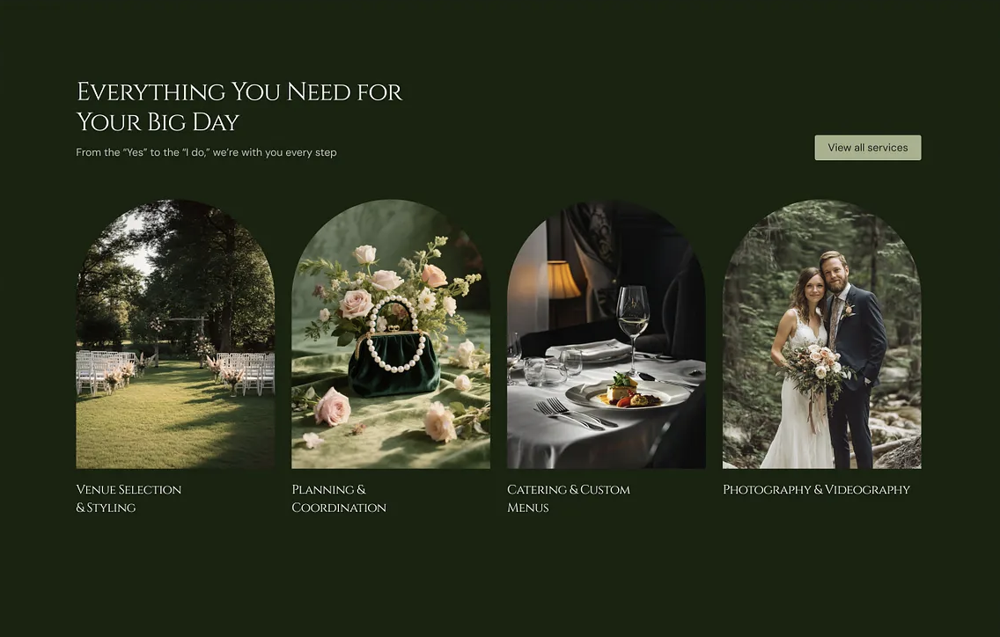 Everything You Need for
Your Big Day
From the “Yes” to the “I do,” we’re with you every step
View all services
Venue Selection
& Styling
Planning &
Coordination
Catering & Custom
Menus
Photography & Videography